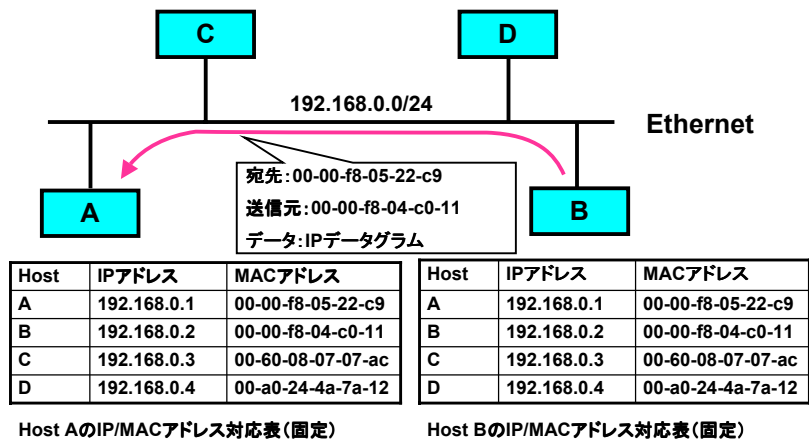 C
D
192.168.0.0/24
Ethernet
宛先:00-00-f8-05-22-c9
送信元:00-00-f8-04-c0-11
データ:IPデータグラム
A
B
Host IPアドレス MACアドレス
A 192.168.0.1 00-00-f8-05-22-c9
B 192.168.0.2 00-00-f8-04-c0-11
C 192.168.0.3 00-60-08-07-07-ac
D 192.168.0.4 00-a0-24-4a-7a-12
Host AのIP/MACアドレス対応表(固定)
Host IPアドレス MACアドレス
A 192.168.0.1 00-00-f8-05-22-c9
B 192.168.0.2 00-00-f8-04-c0-11
C 192.168.0.3 00-60-08-07-07-ac
D 192.168.0.4 00-a0-24-4a-7a-12
Host BのIP/MACアドレス対応表(固定)